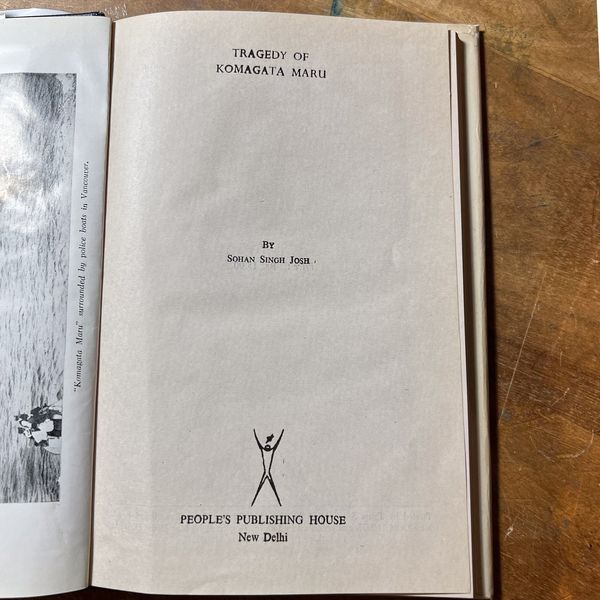 "Komagata Maru" surrounded by police boats in Vancouver.
TRAGEDY OF
KOMAGATA MARU
BY
SOHAN SINGH JOSH
PEOPLE'S PUBLISHING HOUSE
New Delhi